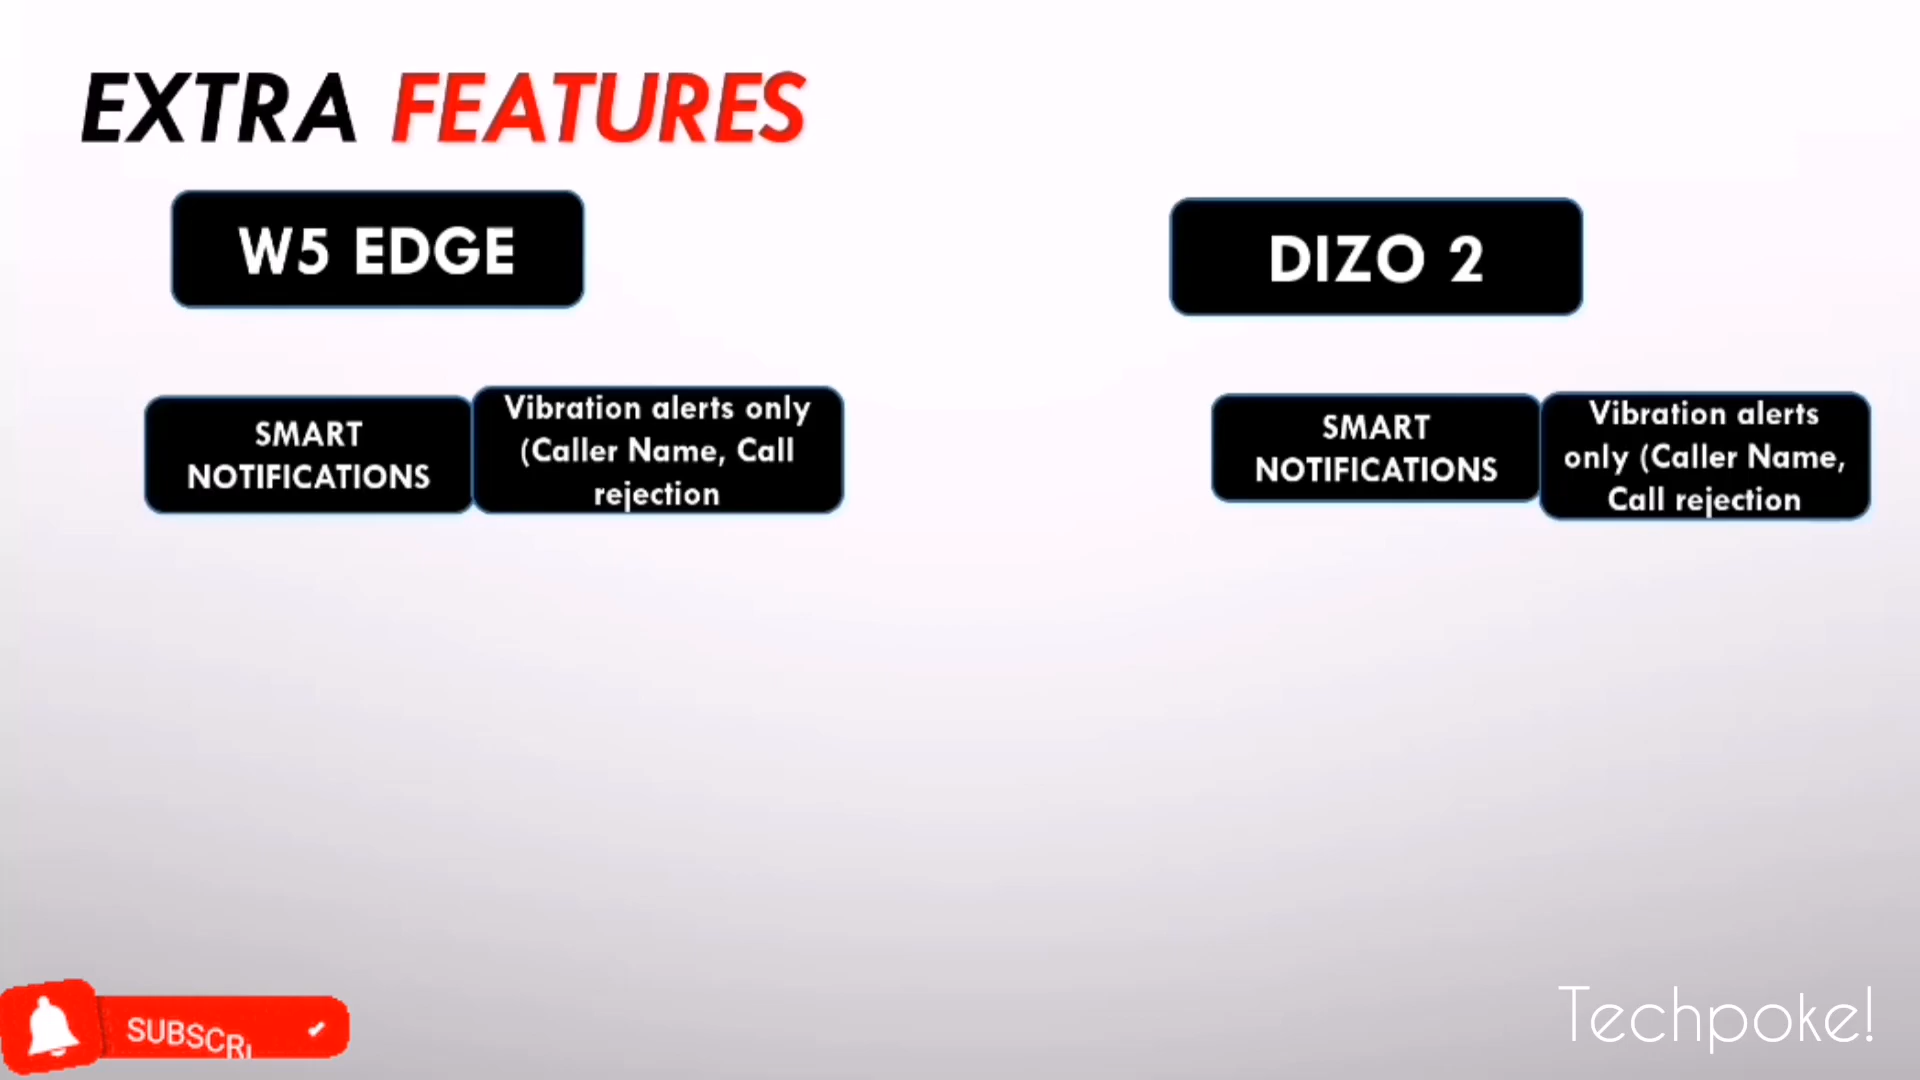 EXTRA FEATURES
W5 EDGE
DIZO 2
SMART
NOTIFICATIONS
Vibration alerts only
(Caller Name, Call
rejection
SMART
NOTIFICATIONS
Vibration alerts
only (Caller Name,
Call rejection
SUBSCRI
Techpoke!